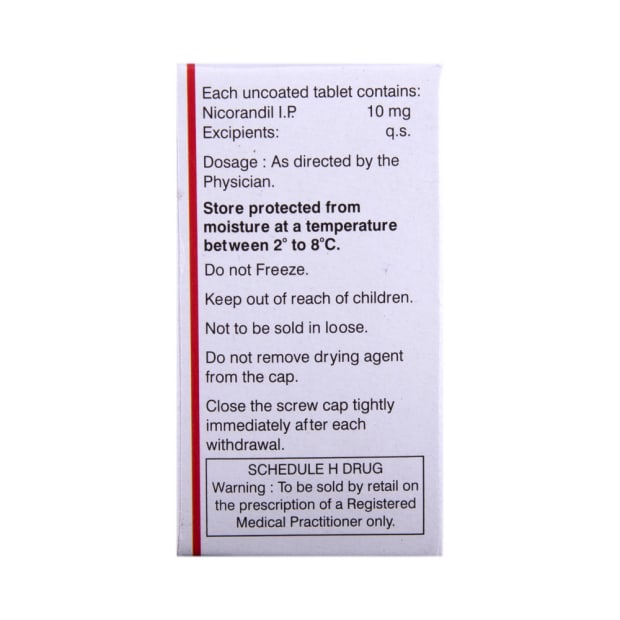 Each uncoated tablet contains:
Nicorandil I.P. 10 mg
Excipients: q.s.
Dosage : As directed by the
Physician.
Store protected from
moisture at a temperature
between 2° to 8°C.
Do not Freeze.
Keep out of reach of children.
Not to be sold in loose.
Do not remove drying agent
from the cap.
Close the screw cap tightly
immediately after each
withdrawal.
SCHEDULE H DRUG
Warning : To be sold by retail on
the prescription of a Registered
Medical Practitioner only.